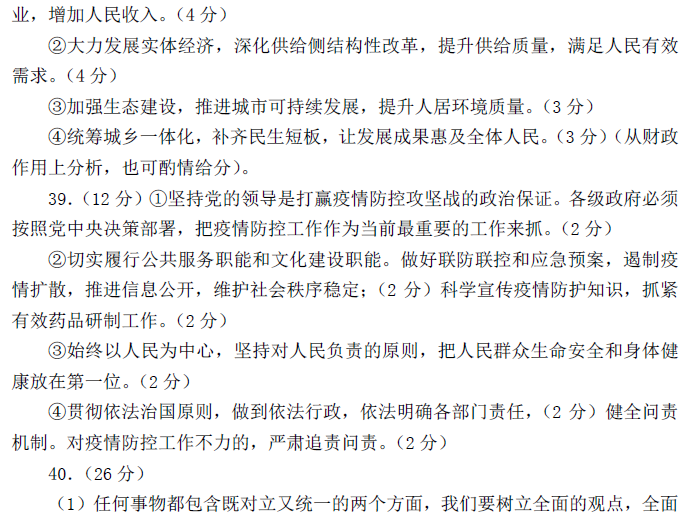 业，增加人民收入。（4 分）
②大力发展实体经济，深化供给侧结构性改革，提升供给质量，满足人民有效
需求。（4 分）
③加强生态建设，推进城市可持续发展，提升人居环境质量。（3 分）
④统筹城乡一体化，补齐民生短板，让发展成果惠及全体人民。（3 分）（从财政
作用上分析，也可酌情给分）。
39.（12 分）①坚持党的领导是打赢疫情防控攻坚战的政治保证。各级政府必须
按照党中央决策部署，把疫情防控工作作为当前最重要的工作来抓。（2 分）
②切实履行公共服务职能和文化建设职能。做好联防联控和应急预案，遏制疫
情扩散，推进信息公开，维护社会秩序稳定；（2 分）科学宣传疫情防护知识，抓紧
有效药品研制工作。（2 分）
③始终以人民为中心，坚持对人民负责的原则，把人民群众生命安全和身体健
康放在第一位。（2 分）
④贯彻依法治国原则，做到依法行政，依法明确各部门责任，（2 分）健全问责
机制。对疫情防控工作不力的，严肃追责问责。（2 分）
40.（26 分）
（1）任何事物都包含既对立又统一的两个方面，我们要树立全面的观点，全面